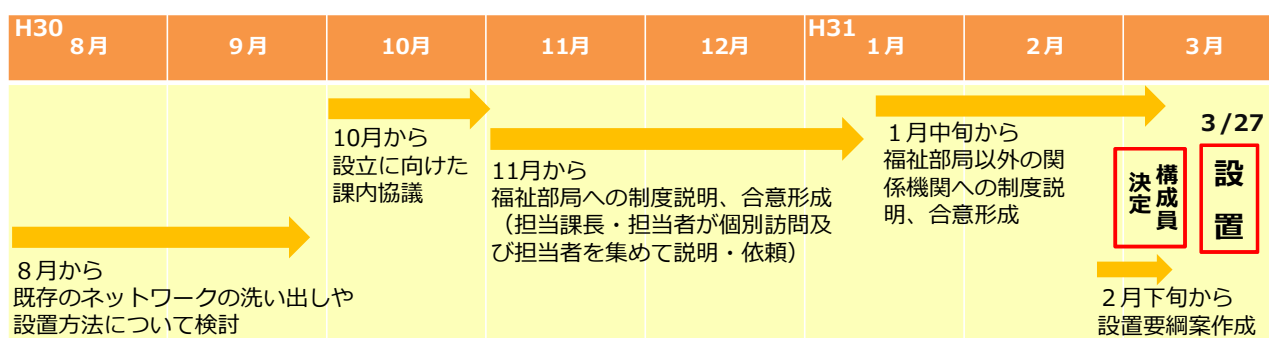 H30
8月
9月
10月
11月
12月
H31
1月
2月
3月
8月から
既存のネットワークの洗い出しや
設置方法について検討
10月から
設立に向けた
課内協議
11月から
福祉部局への制度説明、合意形成
（担当課長・担当者が個別訪問及
び担当者を集めて説明・依頼）
１月中旬から
福祉部局以外の関
係機関への制度説
明、合意形成
２月下旬から
設置要綱案作成
構成員
決定
3/27
設置